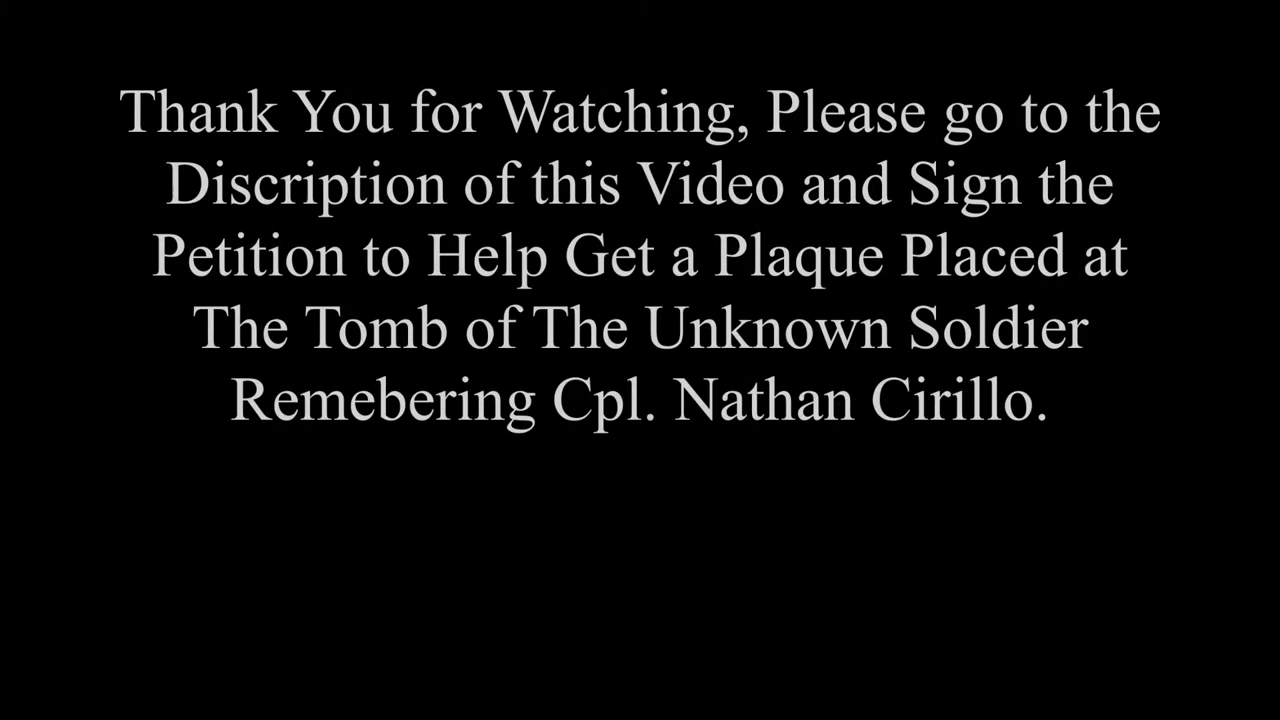 Thank You for Watching, Please go to the
Discription of this Video and Sign the
Petition to Help Get a Plaque Placed at
The Tomb of The Unknown Soldier
Remebering Cpl. Nathan Cirillo.